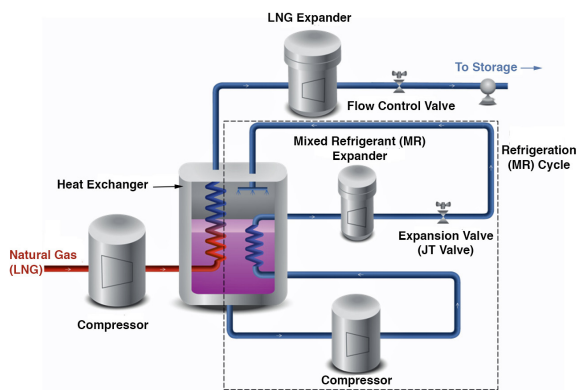 LNG Expander
To Storage
Flow Control Valve
Mixed Refrigerant (MR)
Expander
Refrigeration
(MR) Cycle
Heat Exchanger
Expansion Valve
(JT Valve)
Natural Gas
(LNG)
Compressor
Compressor